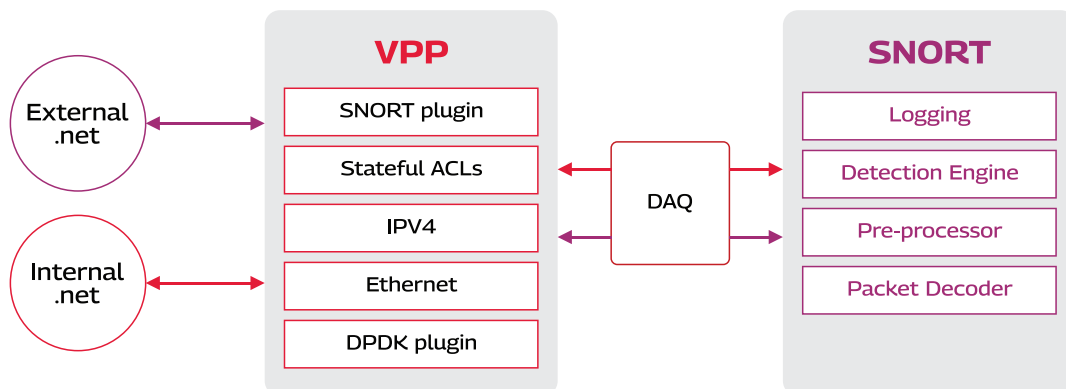 External
.net
Internal
.net
VPP
SNORT plugin
Stateful ACLs
IPV4
Ethernet
DPDK plugin
DAQ
SNORT
Logging
Detection Engine
Pre-processor
Packet Decoder